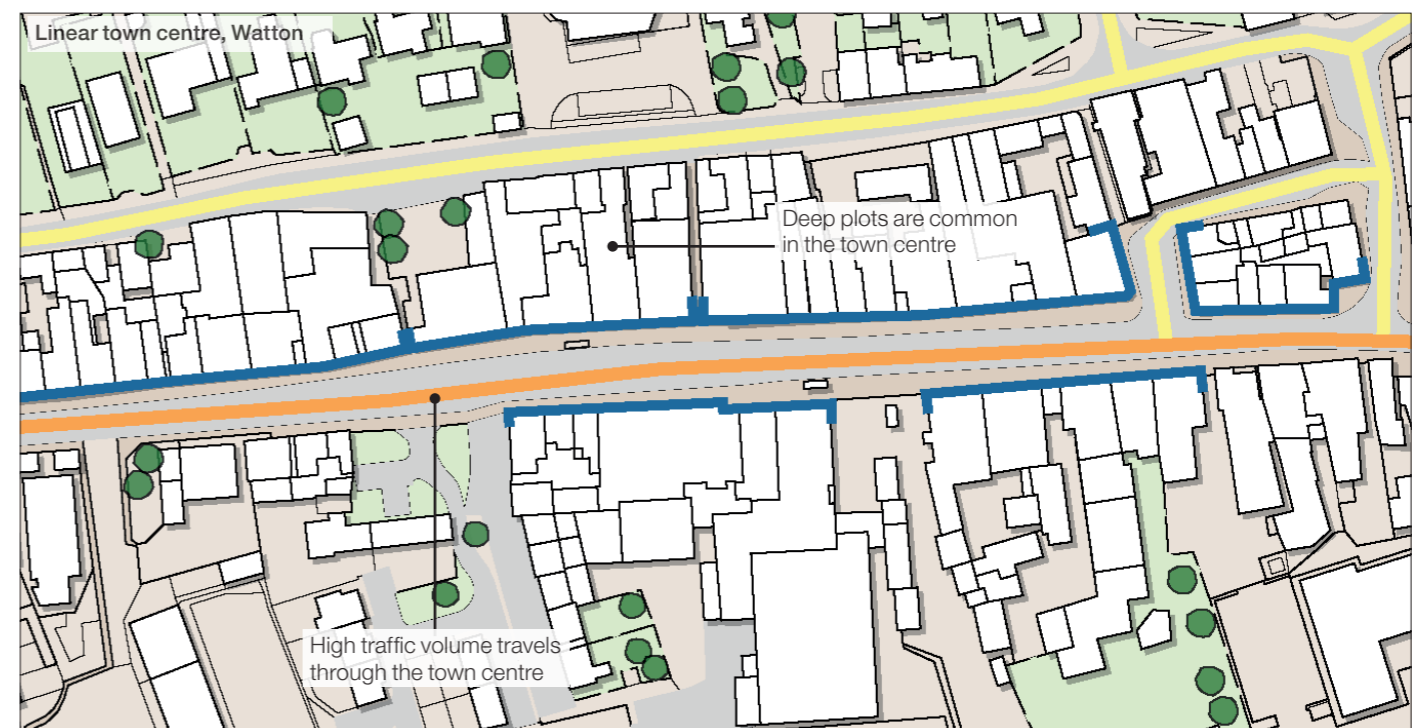 Linear town centre, Watton
Deep plots are common
in the town centre
High traffic volume travels
through the town centre